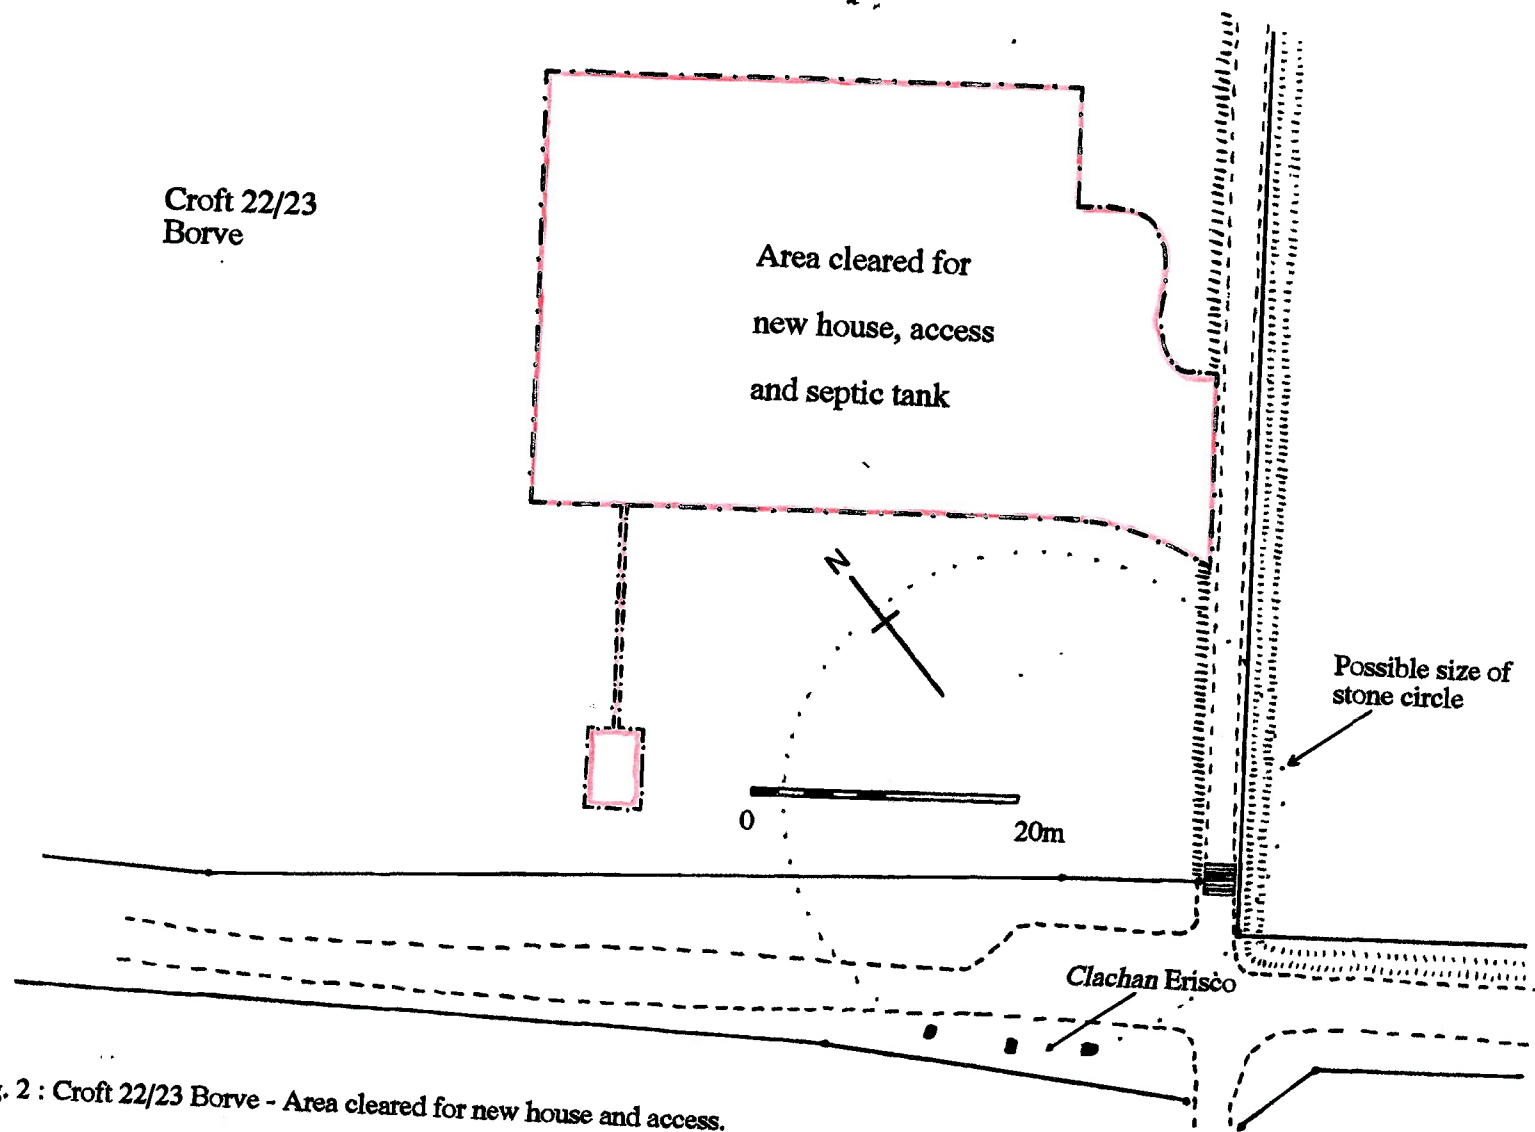 Croft 22/23
Borve
Area cleared for
new house, access
and septic tank
N
Possible size of
stone circle
0 20m
Clachan Erisco
. 2 : Croft 22/23 Borve - Area cleared for new house and access.